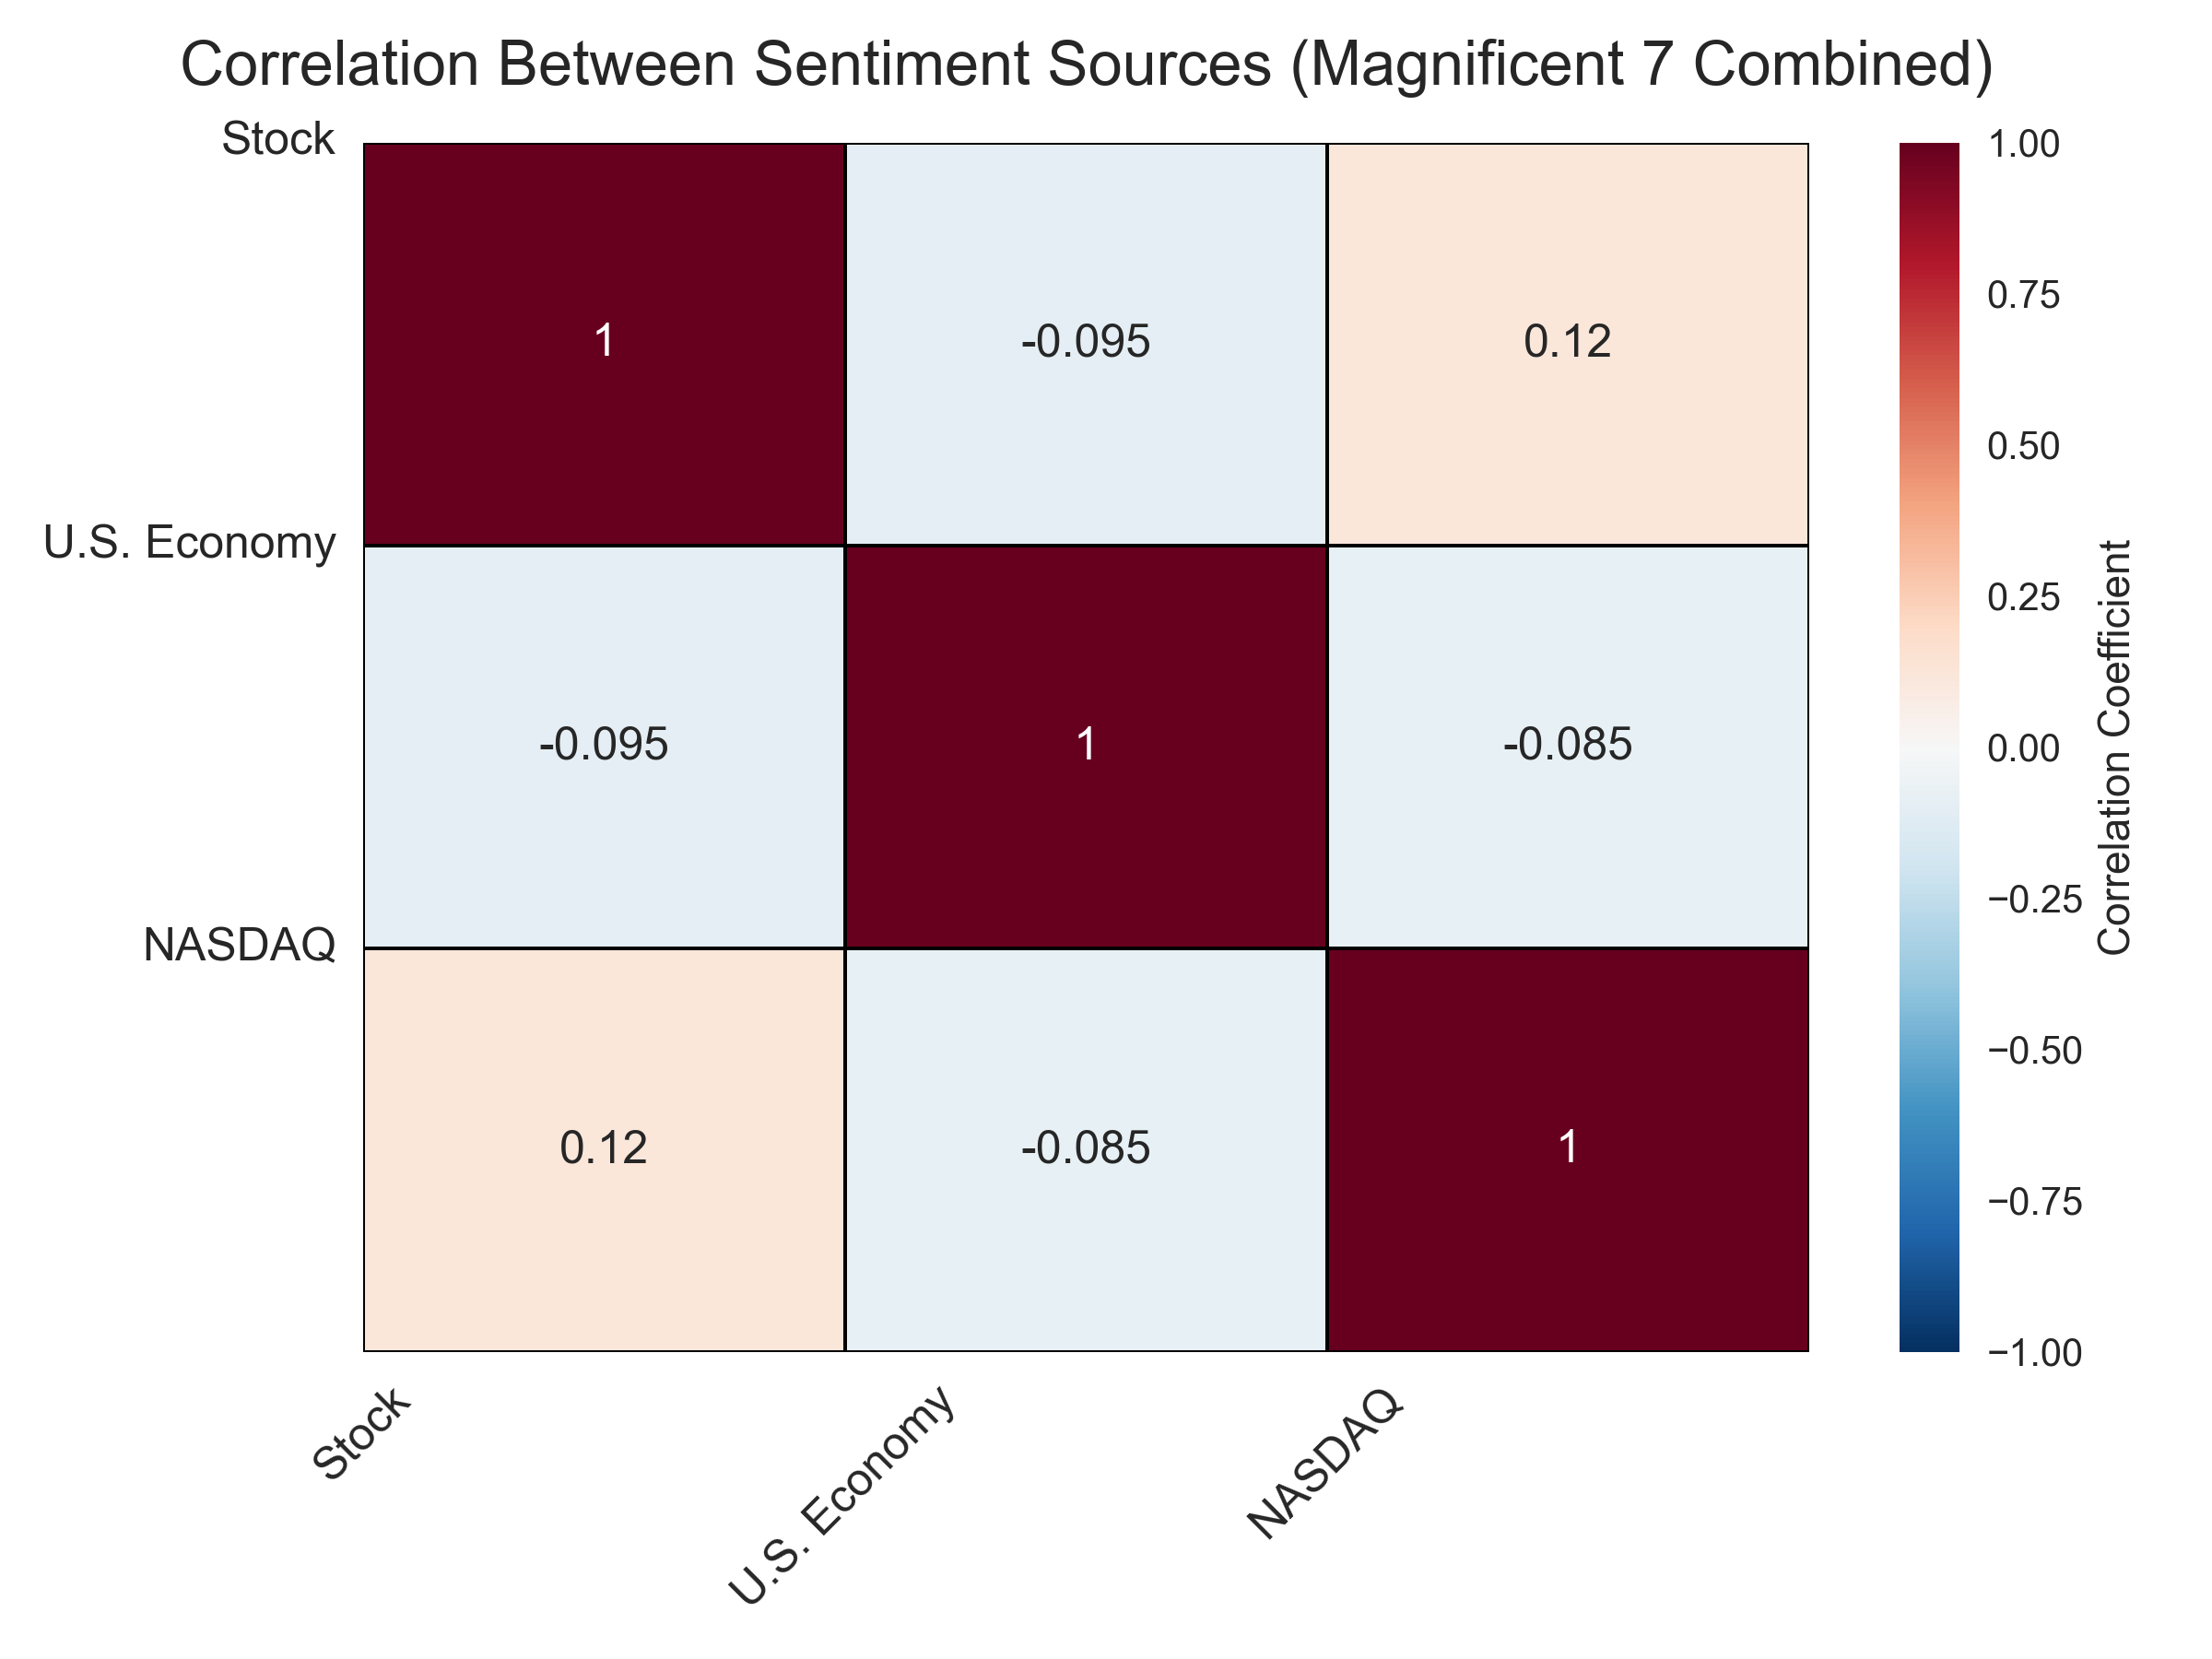 Correlation Between Sentiment Sources (Magnificent 7 Combined)
Stock
U.S. Economy
NASDAQ
1
-0.095
0.12
-0.095
1
-0.085
0.12
-0.085
1
Stock
U.S. Economy
NASDAQ
1.00
0.75
0.50
0.25
0.00
−0.25
−0.50
−0.75
−1.00
Correlation Coefficient